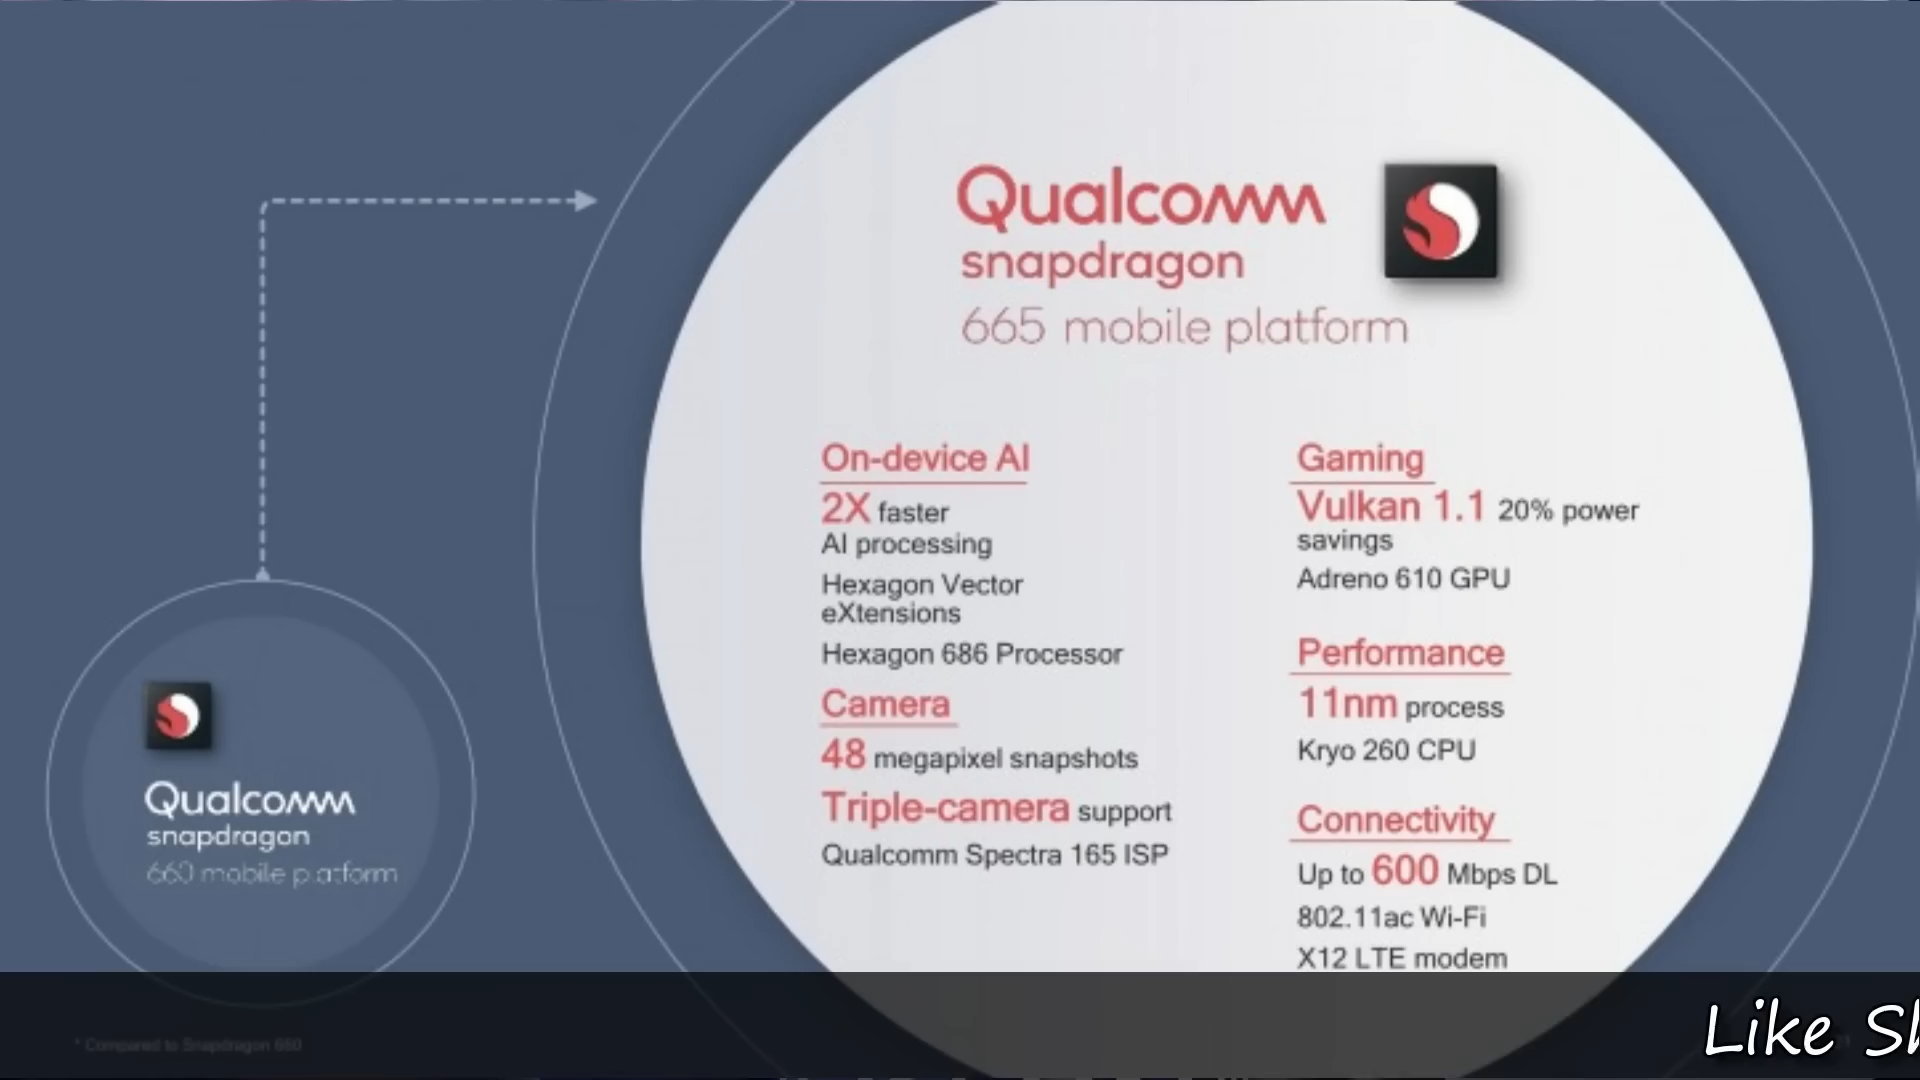 Qualcomm
snapdragon
665 mobile platform
On-device AI
2X faster
AI processing
Hexagon Vector
eXtensions
Hexagon 686 Processor
Camera
48 megapixel snapshots
Triple-camera support
Qualcomm Spectra 165 ISP
Gaming
Vulkan 1.1 20% power
savings
Adreno 610 GPU
Performance
11nm process
Kryo 260 CPU
Connectivity
Up to 600 Mbps DL
802.11ac Wi-Fi
X12 LTE modem
Qualcomm
snapdragon
660 mobile platform
* Compared to Snapdragon 660
Like Sh